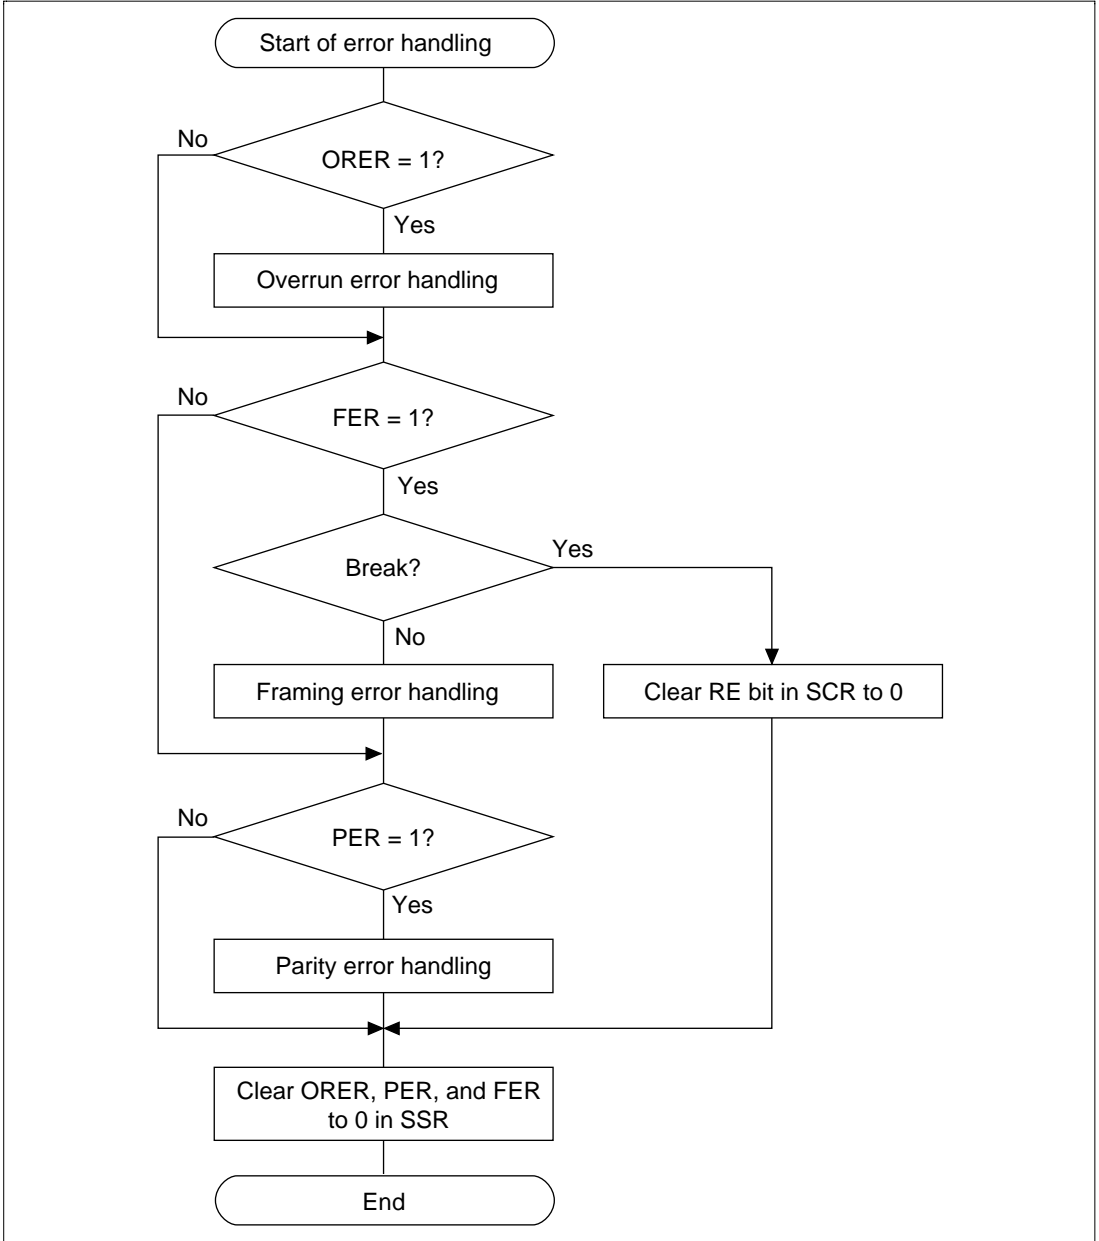 Start of error handling
No
ORER = 1?
Yes
Overrun error handling
No
FER = 1?
Yes
Break?
Yes
No
Framing error handling
Clear RE bit in SCR to 0
No
PER = 1?
Yes
Parity error handling
Clear ORER, PER, and FER
to 0 in SSR
End